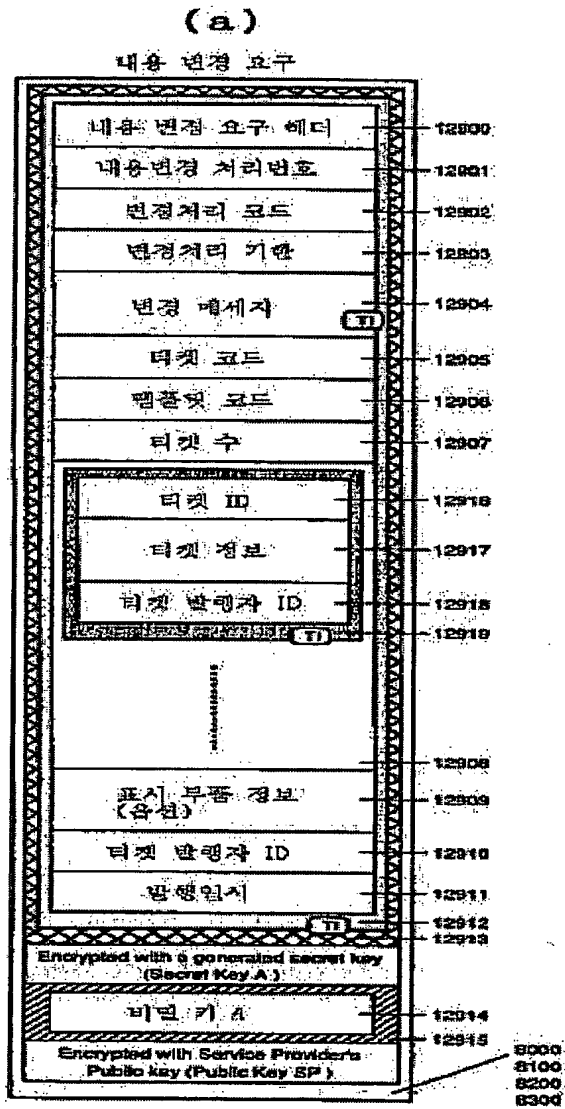 (a)
내용 변경 요구
내용 변경 요구 헤더 12900
내용변경 처리번호 12901
변경처리 코드 12902
변경처리 기한 12903
변경 메세지 12904
TI
티켓 코드 12905
템플릿 코드 12906
티켓 수 12907
티켓 ID 12916
티켓 정보 12917
티켓 발행자 ID 12918
TI 12919
12908
표시 부품 정보 12909
(옵션)
티켓 발행자 ID 12910
발행일시 12911
TI 12912
12913
Encrypted with a generated secret key
(Secret Key A)
비밀 키 A 12914
12915
Encrypted with Service Provider's
Public key (Public Key SP)
8000
8100
8200
8300